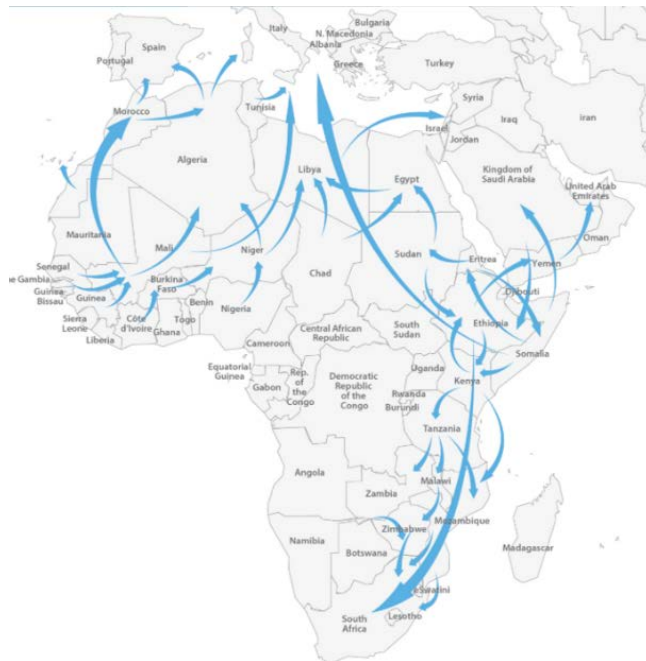 Bulgaria
Italy
N. Macedonia
Albania
Spain
Portugal
Greece
Turkey
Syria
Iraq
Iran
Israel
Jordan
Morocco
Tunisia
Algeria
Libya
Egypt
Kingdom of
Saudi Arabia
United Arab
Emirates
Oman
Mauritania
Mali
Niger
Chad
Sudan
Eritrea
Yemen
Djibouti
Senegal
he Gambia
Guinea
Bissau
Guinea
Sierra
Leone
Liberia
Burkina
Faso
Côte
d'Ivoire
Ghana
Togo
Benin
Nigeria
Cameroon
Central African
Republic
South
Sudan
Ethiopia
Somalia
Equatorial
Guinea
Gabon
Rep.
of the
Congo
Democratic
Republic
of the Congo
Uganda
Kenya
Rwanda
Burundi
Tanzania
Angola
Zambia
Malawi
Mozambique
Zimbabwe
Namibia
Botswana
Madagascar
eSwatini
South
Africa
Lesotho